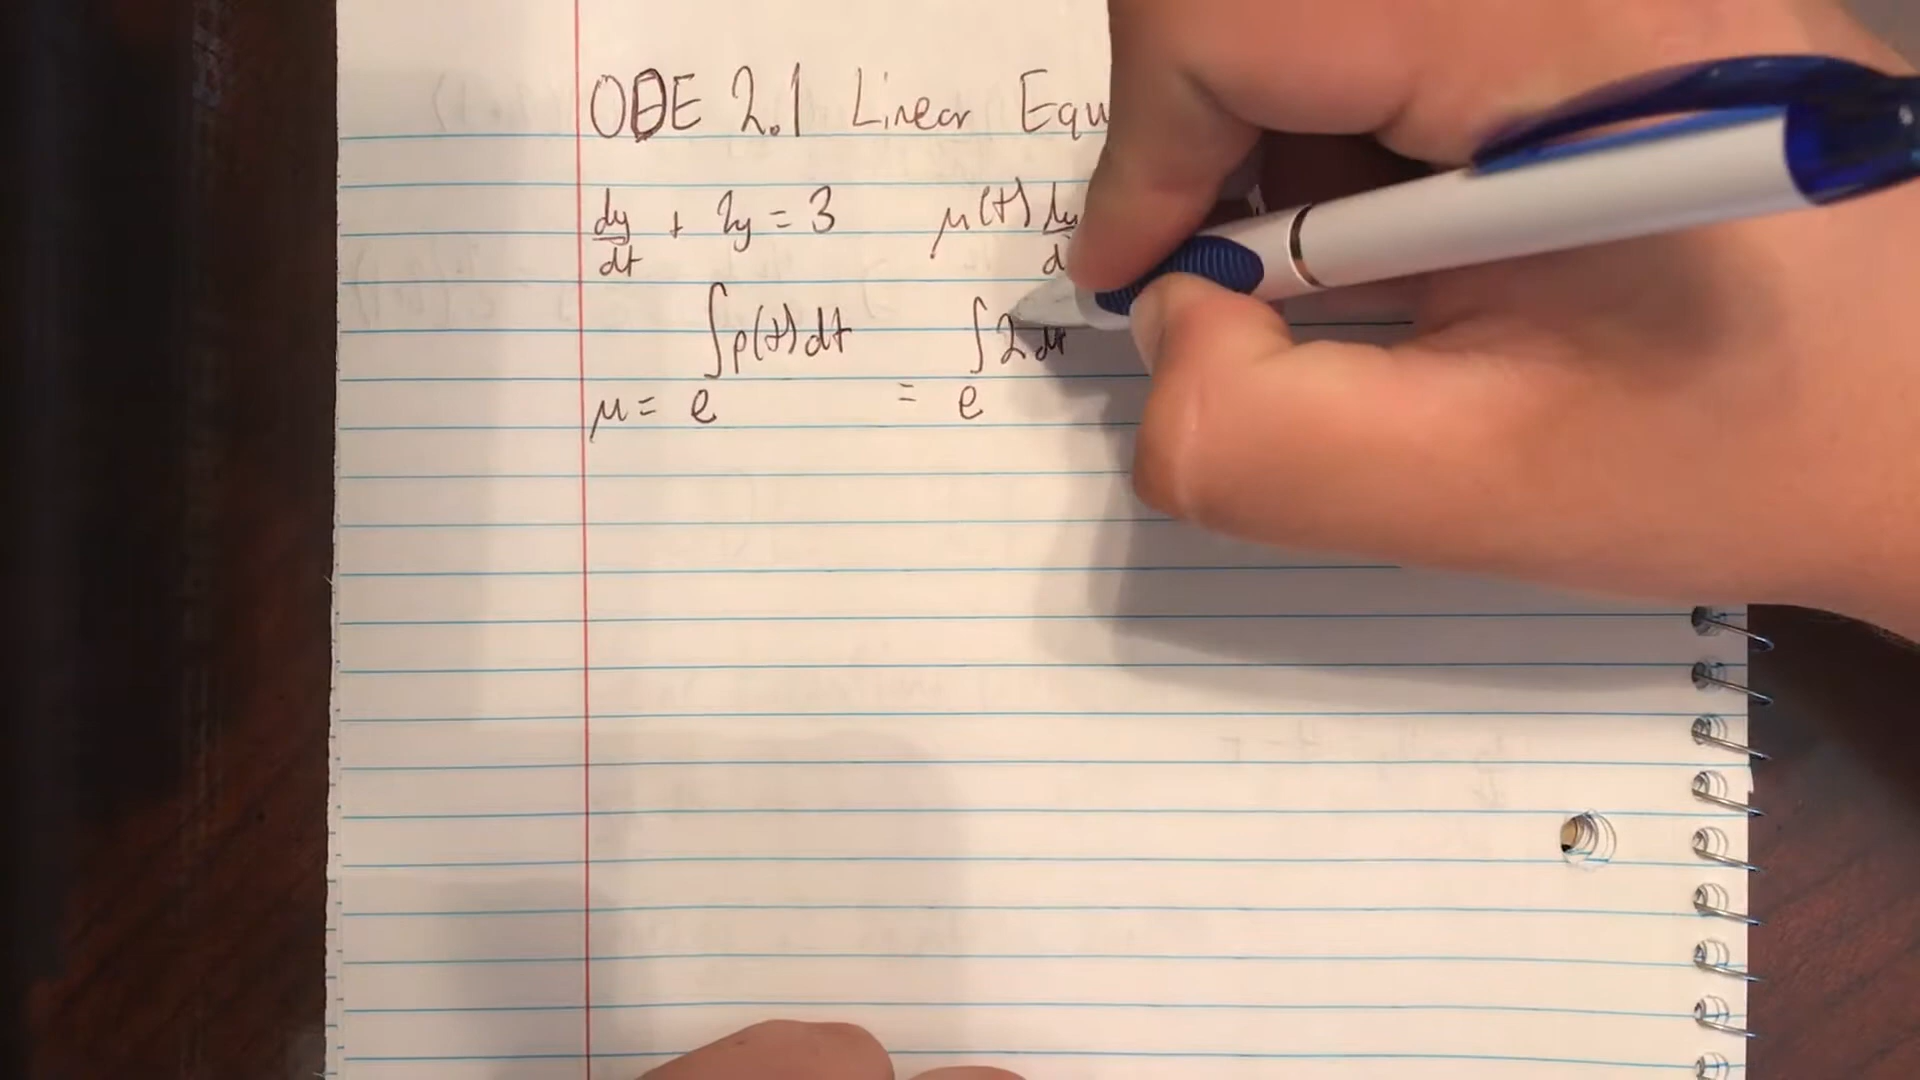 ODE 2.1 Linear Equ
dy/dt + 2y = 3 μ(t) dy/d
μ = e^∫p(t)dt = e^∫2dt